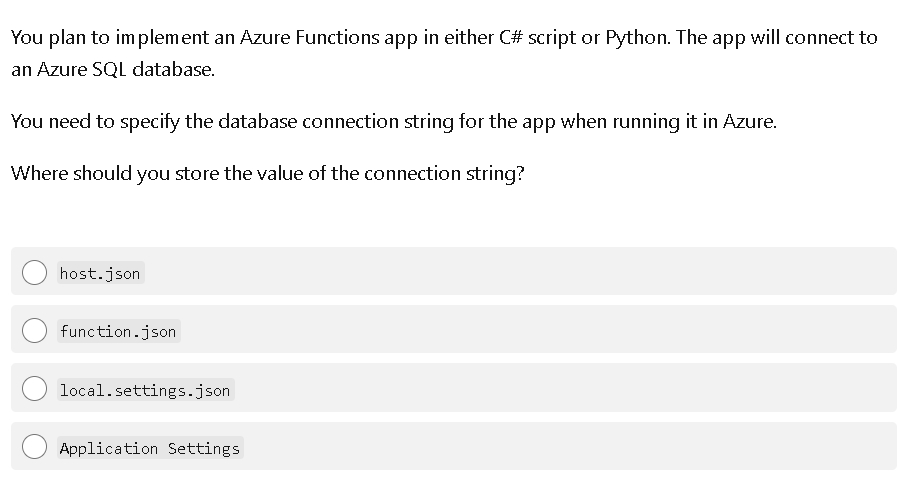 You plan to implement an Azure Functions app in either C# script or Python. The app will connect to
an Azure SQL database.
You need to specify the database connection string for the app when running it in Azure.
Where should you store the value of the connection string?
host.json
function.json
local.settings.json
Application Settings